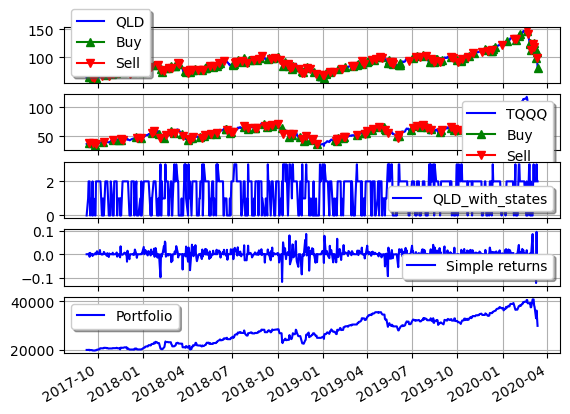 150
100
QLD
Buy
Sell
100
50
TQQQ
Buy
Sell
2
0
QLD_with_states
0.1
0.0
−0.1
Simple returns
40000
20000
Portfolio
2017-10
2018-01
2018-04
2018-07
2018-10
2019-01
2019-04
2019-07
2019-10
2020-01
2020-04